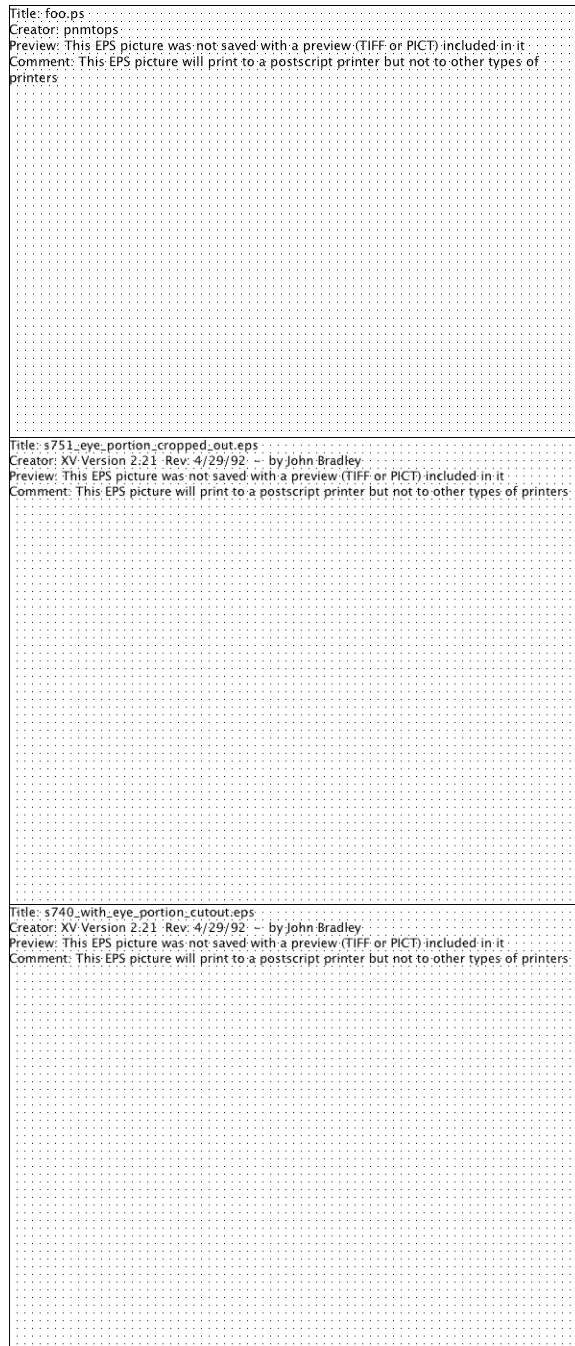 Title: foo.ps
Creator: pnmtops
Preview: This EPS picture was not saved with a preview (TIFF or PICT) included in it
Comment: This EPS picture will print to a postscript printer but not to other types of
printers
Title: s751_eye_portion_cropped_out.eps
Creator: XV Version 2.21  Rev: 4/29/92  –  by John Bradley
Preview: This EPS picture was not saved with a preview (TIFF or PICT) included in it
Comment: This EPS picture will print to a postscript printer but not to other types of printers
Title: s740_with_eye_portion_cutout.eps
Creator: XV Version 2.21  Rev: 4/29/92  –  by John Bradley
Preview: This EPS picture was not saved with a preview (TIFF or PICT) included in it
Comment: This EPS picture will print to a postscript printer but not to other types of printers